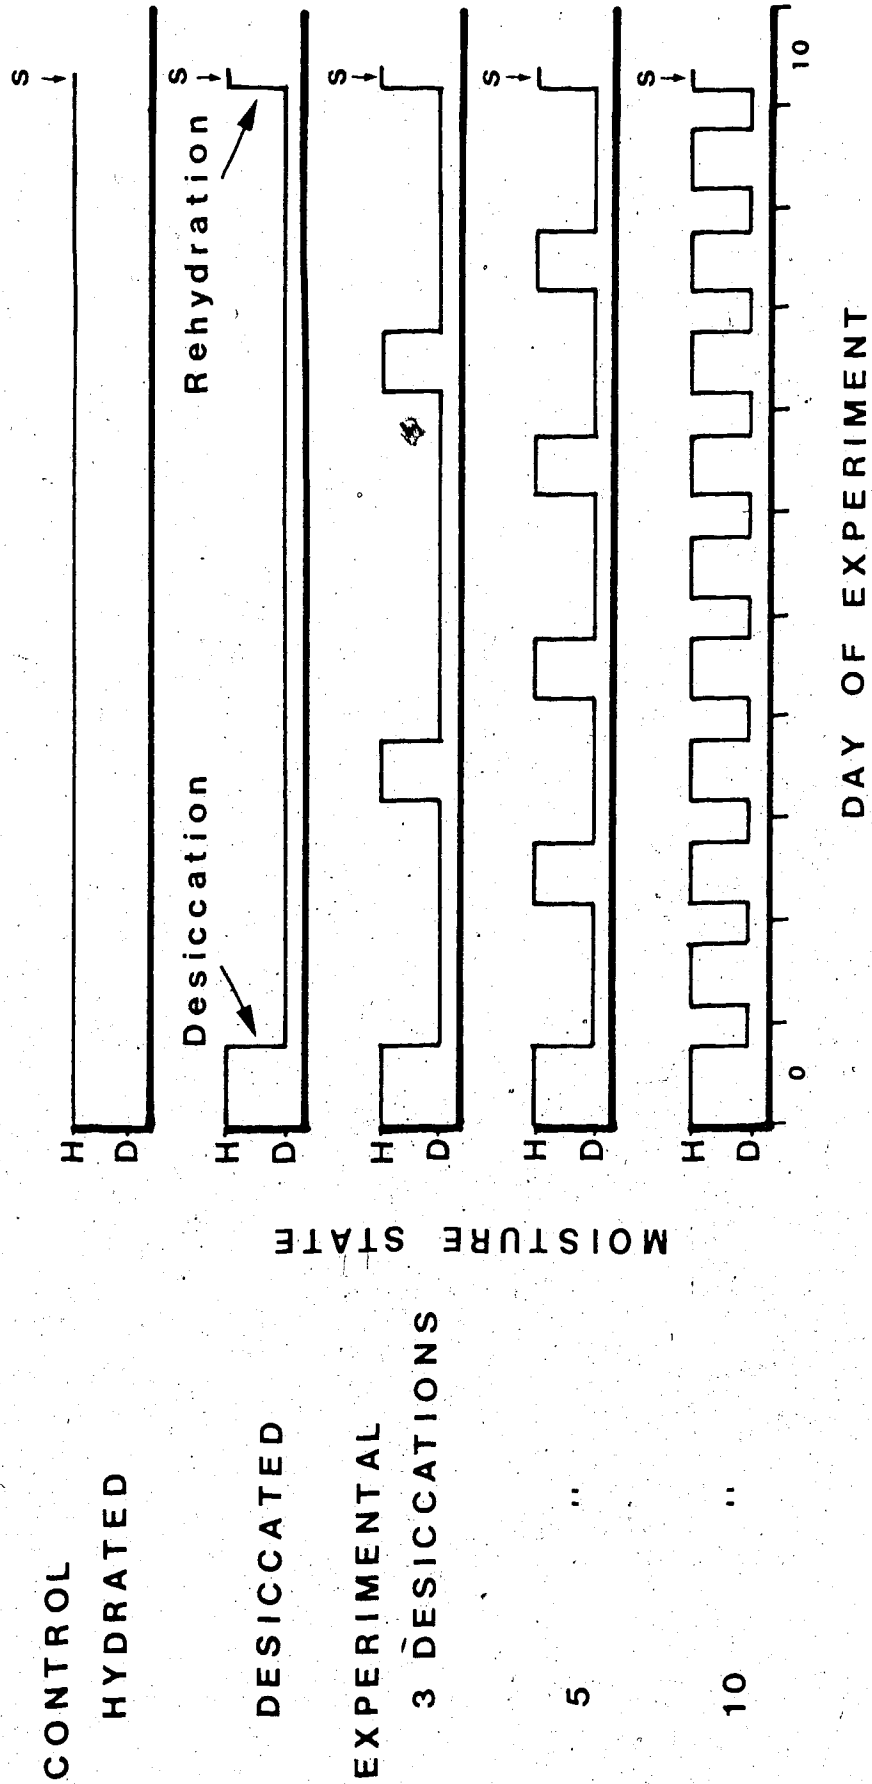 CONTROL
HYDRATED
DESICCATED
EXPERIMENTAL
3 DESICCATIONS
5 "
10 "
MOISTURE STATE
H
D
S
H
D
Desiccation
Rehydration
S
H
D
S
H
D
S
H
D
S
0
10
DAY OF EXPERIMENT